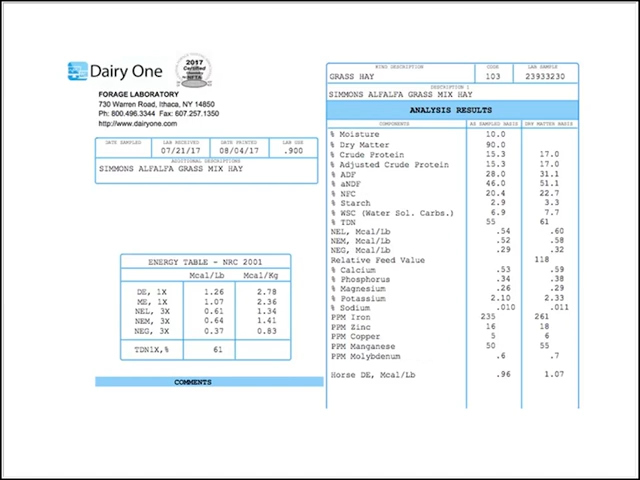 Dairy One
2017
Certified
NFTA
FORAGE LABORATORY
730 Warren Road, Ithaca, NY 14850
Ph: 800.496.3344 Fax: 607.257.1350
http://www.dairyone.com
DATE SAMPLED LAB RECEIVED DATE PRINTED LAB USE
07/21/17 08/04/17 .900
ADDITIONAL DESCRIPTIONS
SIMMONS ALFALFA GRASS MIX HAY
ENERGY TABLE - NRC 2001
Mcal/Lb Mcal/Kg
DE, 1X 1.26 2.78
ME, 1X 1.07 2.36
NEL, 3X 0.61 1.34
NEM, 3X 0.64 1.41
NEG, 3X 0.37 0.83
TDN1X,% 61
COMMENTS
KIND DESCRIPTION CODE LAB SAMPLE
GRASS HAY 103 23933230
DESCRIPTION 1
SIMMONS ALFALFA GRASS MIX HAY
ANALYSIS RESULTS
COMPONENTS AS SAMPLED BASIS DRY MATTER BASIS
% Moisture 10.0
% Dry Matter 90.0
% Crude Protein 15.3 17.0
% Adjusted Crude Protein 15.3 17.0
% ADF 28.0 31.1
% aNDF 46.0 51.1
% NFC 20.4 22.7
% Starch 2.9 3.3
% WSC (Water Sol. Carbs.) 6.9 7.7
% TDN 55 61
NEL, Mcal/Lb .54 .60
NEM, Mcal/Lb .52 .58
NEG, Mcal/Lb .29 .32
Relative Feed Value 118
% Calcium .53 .59
% Phosphorus .34 .38
% Magnesium .26 .29
% Potassium 2.10 2.33
% Sodium .010 .011
PPM Iron 235 261
PPM Zinc 16 18
PPM Copper 5 6
PPM Manganese 50 55
PPM Molybdenum .6 .7
Horse DE, Mcal/Lb .96 1.07